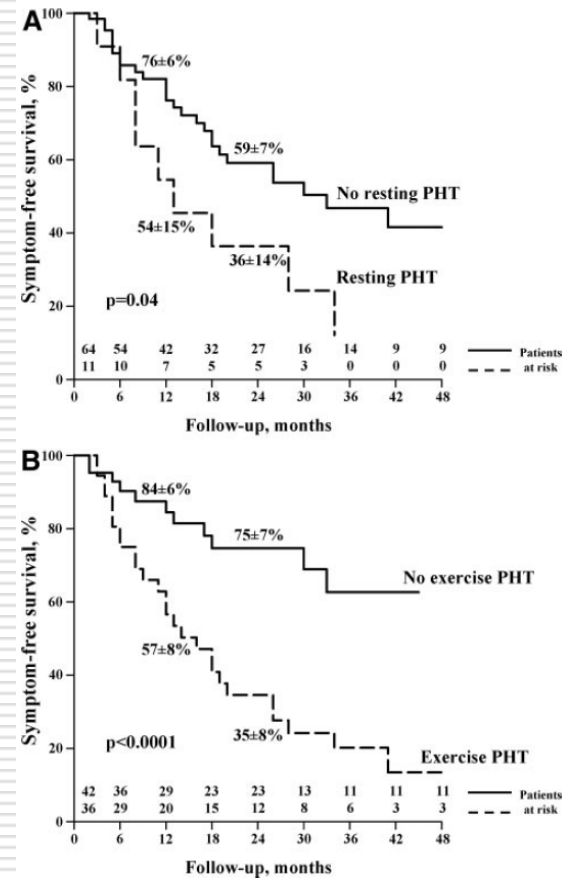 A
Symptom-free survival, %
100
80
60
40
20
0
76±6%
59±7%
No resting PHT
54±15%
36±14%
Resting PHT
p=0.04
64 54 42 32 27 16 14 9 9 Patients
11 10 7 5 5 3 0 0 0 at risk
0 6 12 18 24 30 36 42 48
Follow-up, months
B
Symptom-free survival, %
100
80
60
40
20
0
84±6%
75±7%
No exercise PHT
57±8%
35±8%
p<0.0001
Exercise PHT
42 36 29 23 23 13 11 11 11 Patients
36 29 20 15 12 8 6 3 3 at risk
0 6 12 18 24 30 36 42 48
Follow-up, months